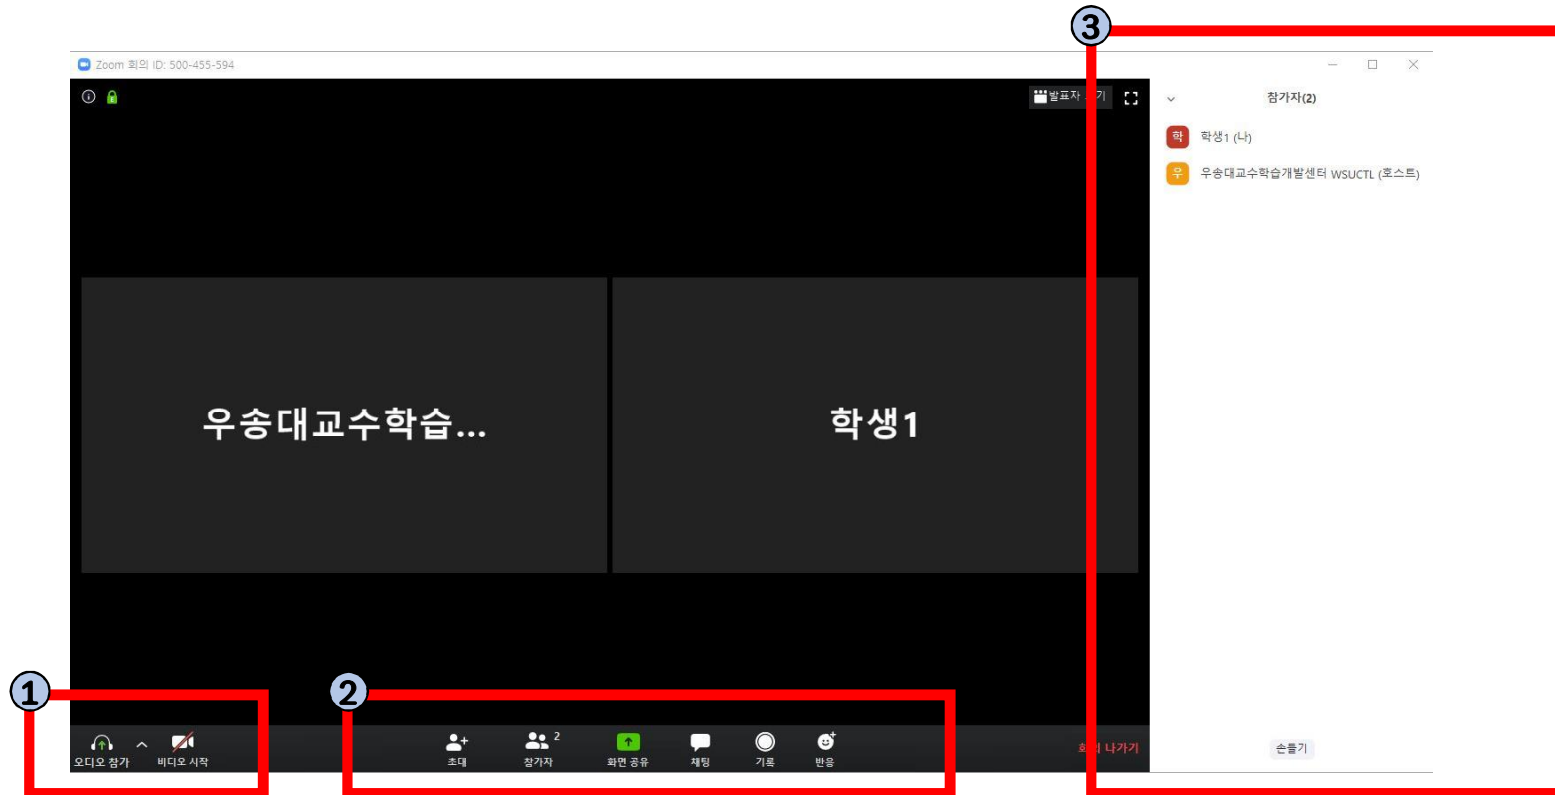 3
Zoom 회의 ID: 500-455-594
발표자
기
참가자(2)
학 학생1 (나)
우 우송대교수학습개발센터 WSUCTL (호스트)
우송대교수학습...
학생1
1
2
2
오디오 참가
비디오 시작
초대
참가자
화면 공유
채팅
기록
반응
나가기
손들기